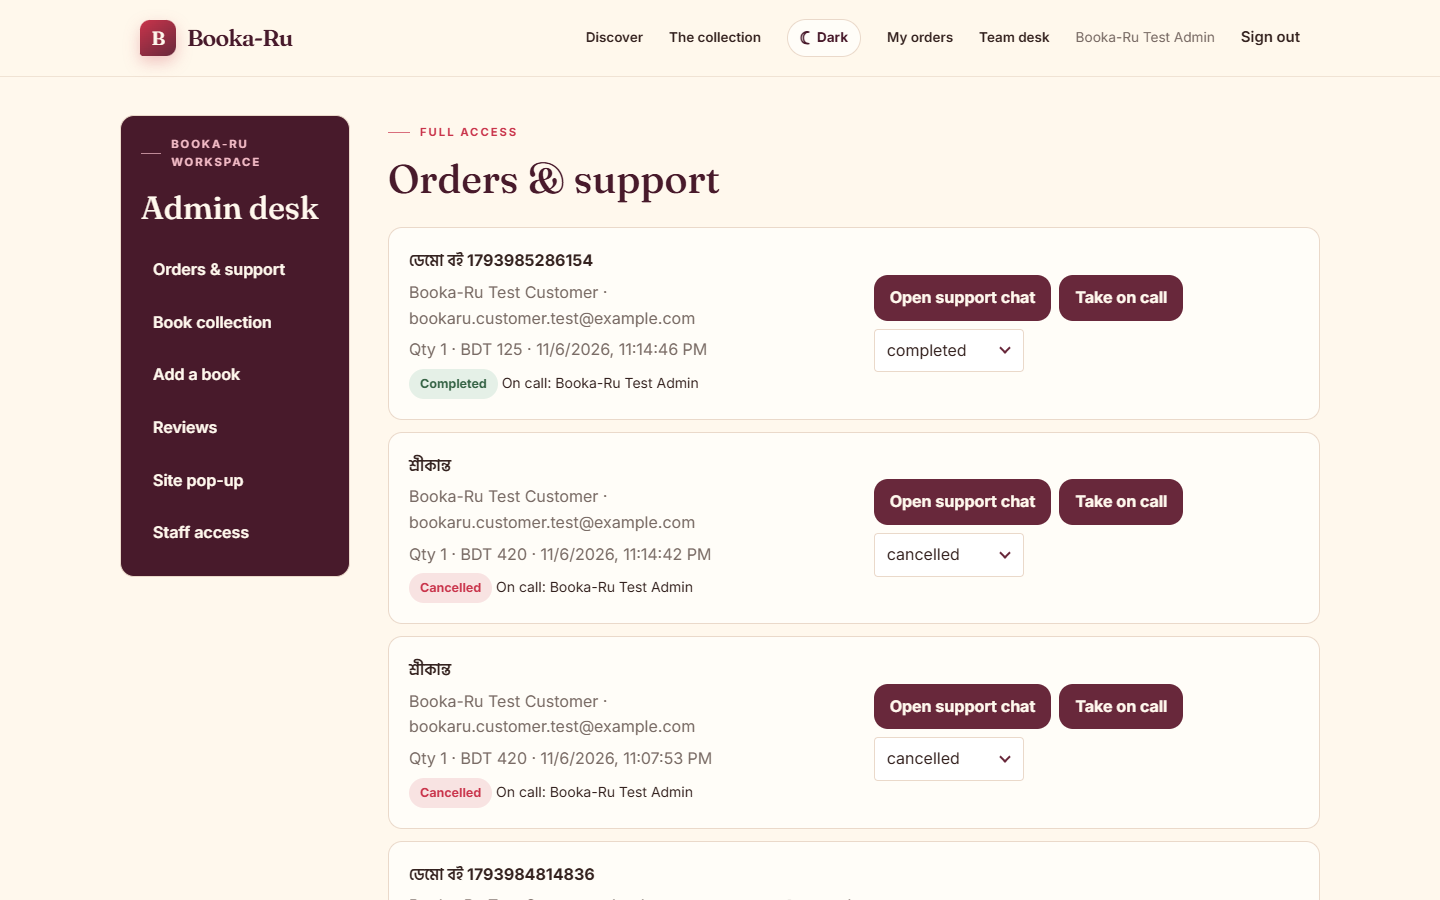 B Booka-Ru
Discover
The collection
Dark
My orders
Team desk
Booka-Ru Test Admin
Sign out
BOOKA-RU
WORKSPACE
Admin desk
Orders & support
Book collection
Add a book
Reviews
Site pop-up
Staff access
FULL ACCESS
Orders & support
ডেমো বই 1793985286154
Booka-Ru Test Customer ·
bookaru.customer.test@example.com
Qty 1 · BDT 125 · 11/6/2026, 11:14:46 PM
Completed On call: Booka-Ru Test Admin
Open support chat
Take on call
completed
শ্রীকান্ত
Booka-Ru Test Customer ·
bookaru.customer.test@example.com
Qty 1 · BDT 420 · 11/6/2026, 11:14:42 PM
Cancelled On call: Booka-Ru Test Admin
Open support chat
Take on call
cancelled
শ্রীকান্ত
Booka-Ru Test Customer ·
bookaru.customer.test@example.com
Qty 1 · BDT 420 · 11/6/2026, 11:07:53 PM
Cancelled On call: Booka-Ru Test Admin
Open support chat
Take on call
cancelled
ডেমো বই 1793984814836